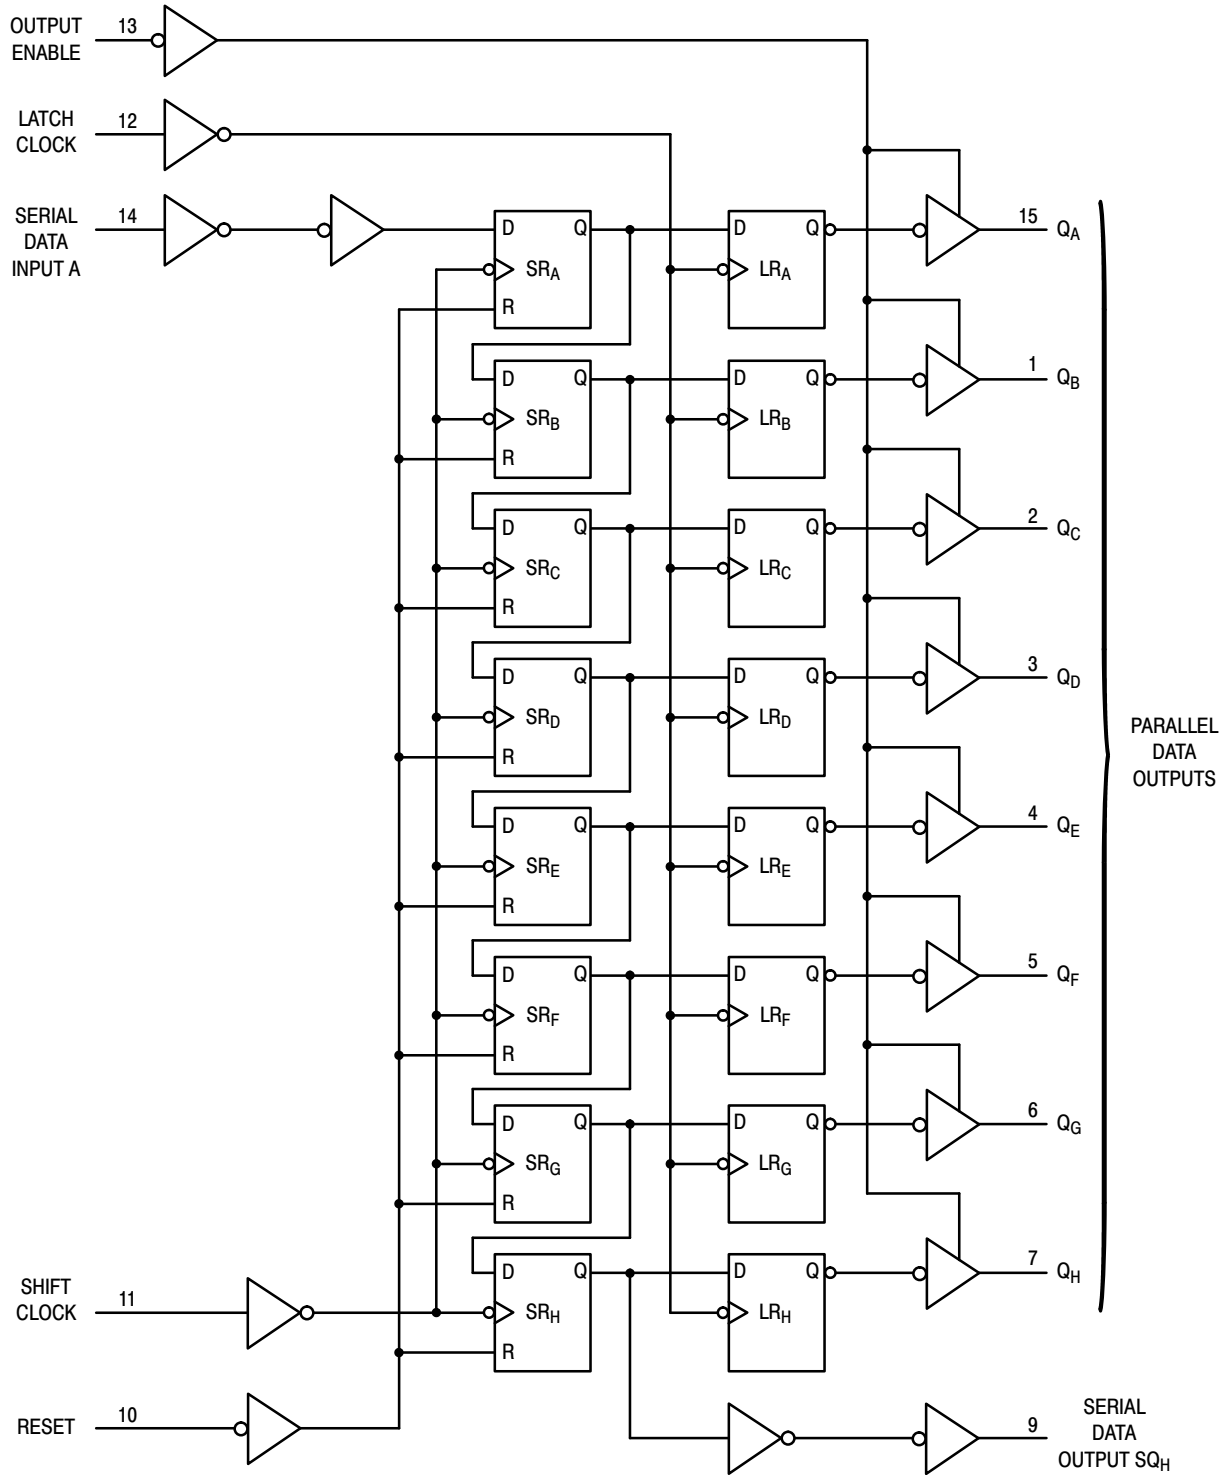 OUTPUT
ENABLE
13
LATCH
CLOCK
12
SERIAL
DATA
INPUT A
14
D Q
SRA
R
D Q
LRA
15 QA
D Q
SRB
R
D Q
LRB
1 QB
D Q
SRC
R
D Q
LRC
2 QC
D Q
SRD
R
D Q
LRD
3 QD
PARALLEL
DATA
OUTPUTS
D Q
SRE
R
D Q
LRE
4 QE
D Q
SRF
R
D Q
LRF
5 QF
D Q
SRG
R
D Q
LRG
6 QG
SHIFT
CLOCK
11
D Q
SRH
R
D Q
LRH
7 QH
RESET
10
9
SERIAL
DATA
OUTPUT SQH